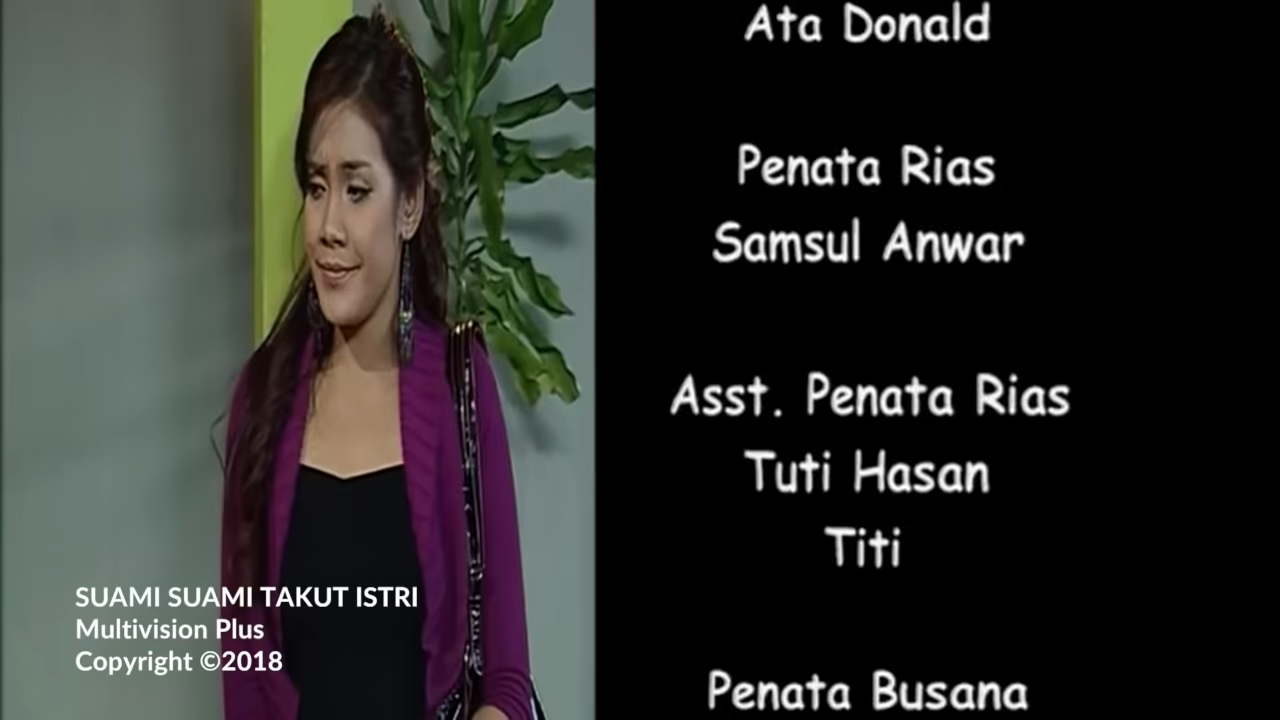 Ata Donald
Penata Rias
Samsul Anwar
Asst. Penata Rias
Tuti Hasan
Titi
Penata Busana
SUAMI SUAMI TAKUT ISTRI
Multivision Plus
Copyright ©2018